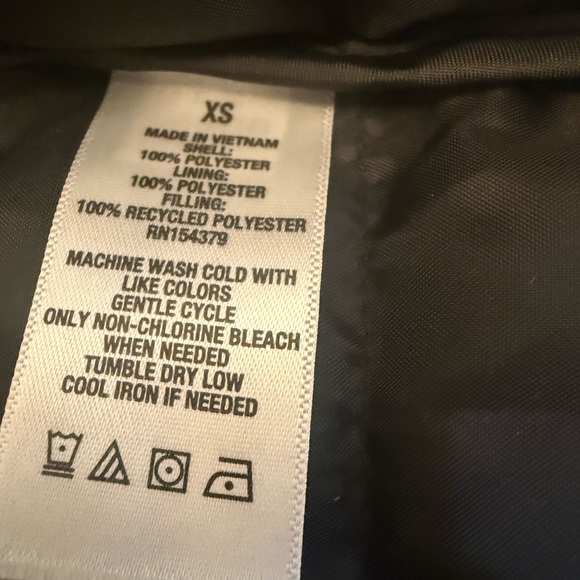 XS
MADE IN VIETNAM
SHELL:
100% POLYESTER
LINING:
100% POLYESTER
FILLING:
100% RECYCLED POLYESTER
RN154379
MACHINE WASH COLD WITH
LIKE COLORS
GENTLE CYCLE
ONLY NON-CHLORINE BLEACH
WHEN NEEDED
TUMBLE DRY LOW
COOL IRON IF NEEDED